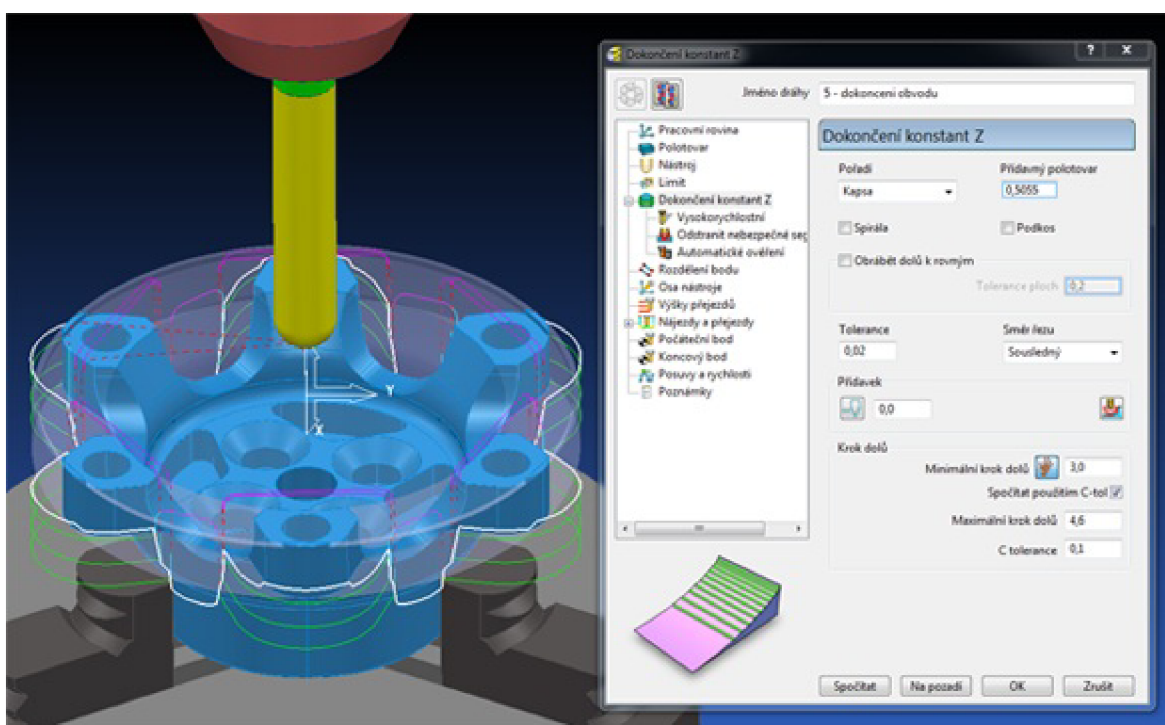 Dokončení konstant Z
Jméno dráhy 5 - dokonceni obvodu
Pracovní rovina
Polotovar
Nástroj
Limit
Dokončení konstant Z
Vysokorychlostní
Odstranit nebezpečné seg
Automatické ověření
Rozdělení bodu
Osa nástroje
Výšky přejezdů
Nájezdy a přejezdy
Počáteční bod
Koncový bod
Posuvy a rychlosti
Poznámky
Dokončení konstant Z
Pořadí Přídavný polotovar
Kapsa 0,5055
Spirála Podkos
Obrábět dolů k rovným
Tolerance ploch 0,2
Tolerance Směr řezu
0,02 Sousledný
Přídavek
0,0
Krok dolů
Minimální krok dolů 3,0
Spočítat použitím C-tol
Maximální krok dolů 4,6
C tolerance 0,1
Spočítat Na pozadí OK Zrušit
Y
X